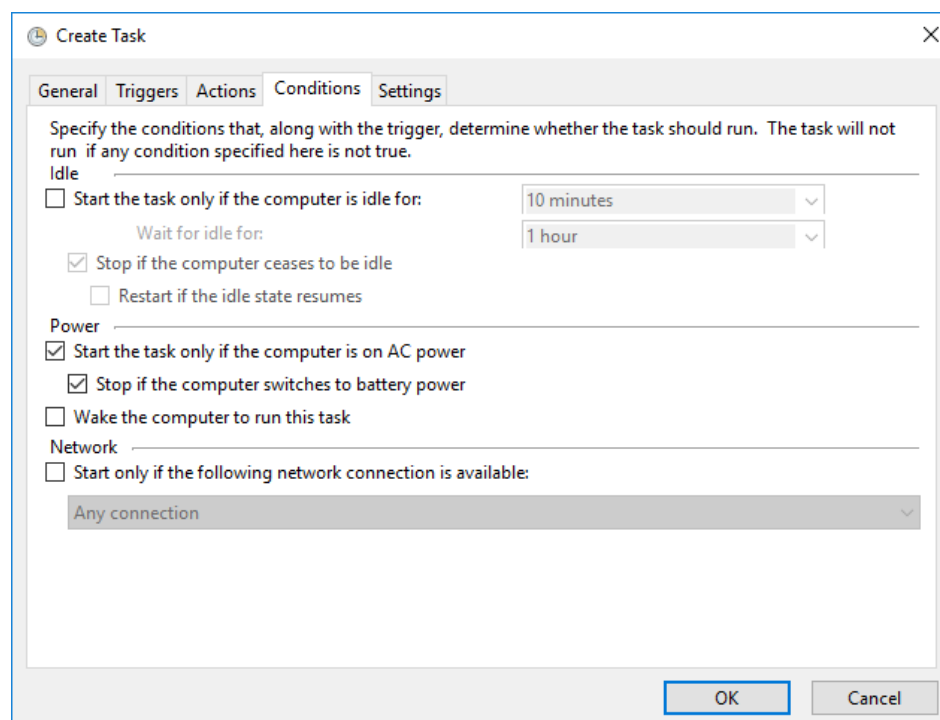 Create Task
General Triggers Actions Conditions Settings
Specify the conditions that, along with the trigger, determine whether the task should run.  The task will not
run  if any condition specified here is not true.
Idle
Start the task only if the computer is idle for: 10 minutes
Wait for idle for: 1 hour
Stop if the computer ceases to be idle
Restart if the idle state resumes
Power
Start the task only if the computer is on AC power
Stop if the computer switches to battery power
Wake the computer to run this task
Network
Start only if the following network connection is available:
Any connection
OK Cancel